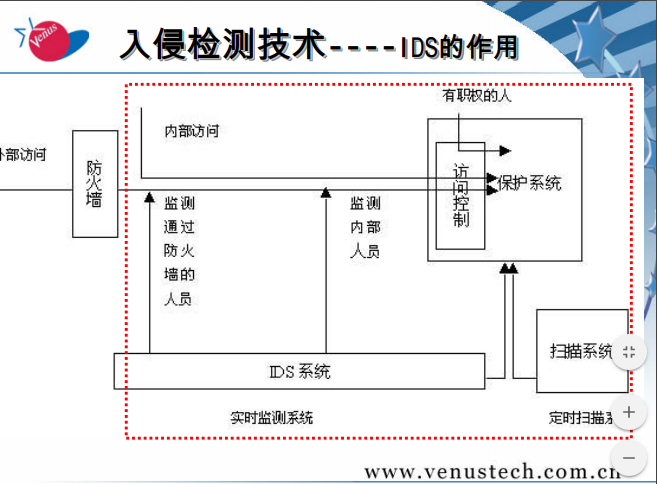 Venus
入侵检测技术----IDS的作用
有职权的人
内部访问
外部访问
防火墙
访问控制
保护系统
监测
通过
防火
墙的
人员
监测
内部
人员
扫描系统
IDS 系统
实时监测系统
定时扫描系
www.venustech.com.cn